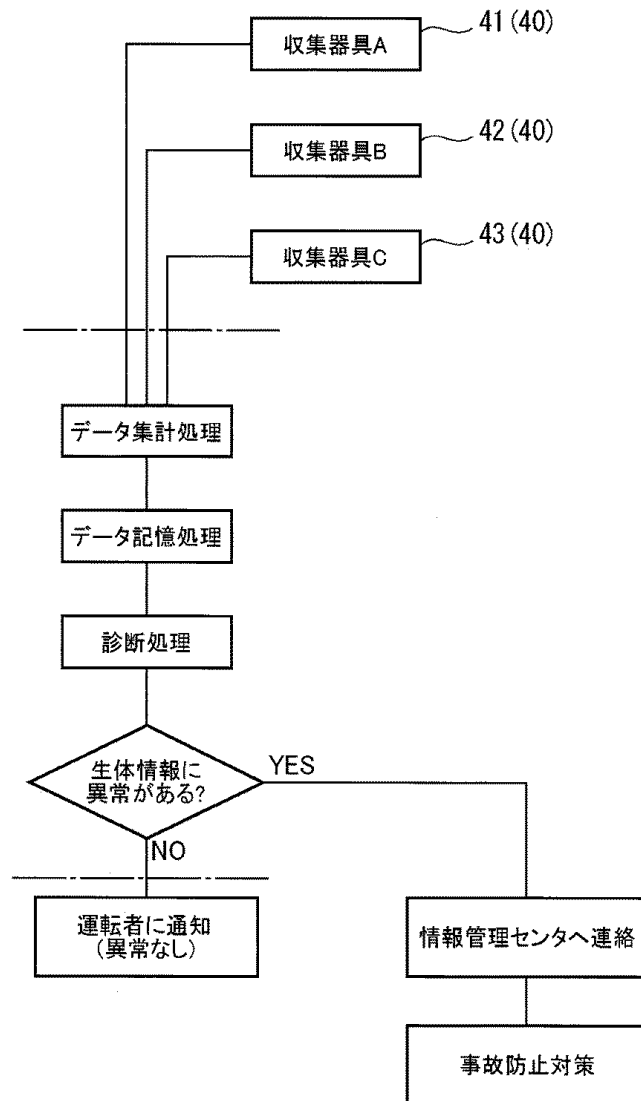 収集器具A
41(40)
収集器具B
42(40)
収集器具C
43(40)
データ集計処理
データ記憶処理
診断処理
生体情報に
異常がある?
YES
NO
運転者に通知
(異常なし)
情報管理センタへ連絡
事故防止対策